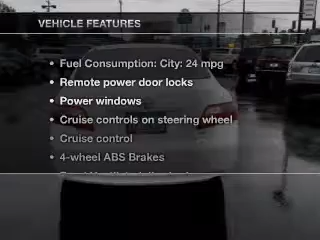 VEHICLE FEATURES
• Fuel Consumption: City: 24 mpg
• Remote power door locks
• Power windows
• Cruise controls on steering wheel
• Cruise control
• 4-wheel ABS Brakes